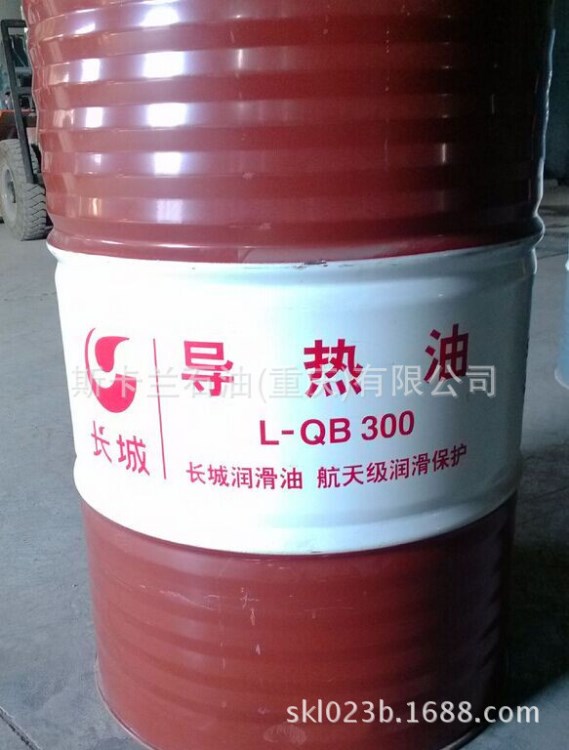 导热油
斯卡兰石油(重庆)有限公司
L-QB 300
长城
长城润滑油 航天级润滑保护
skl023b.1688.com